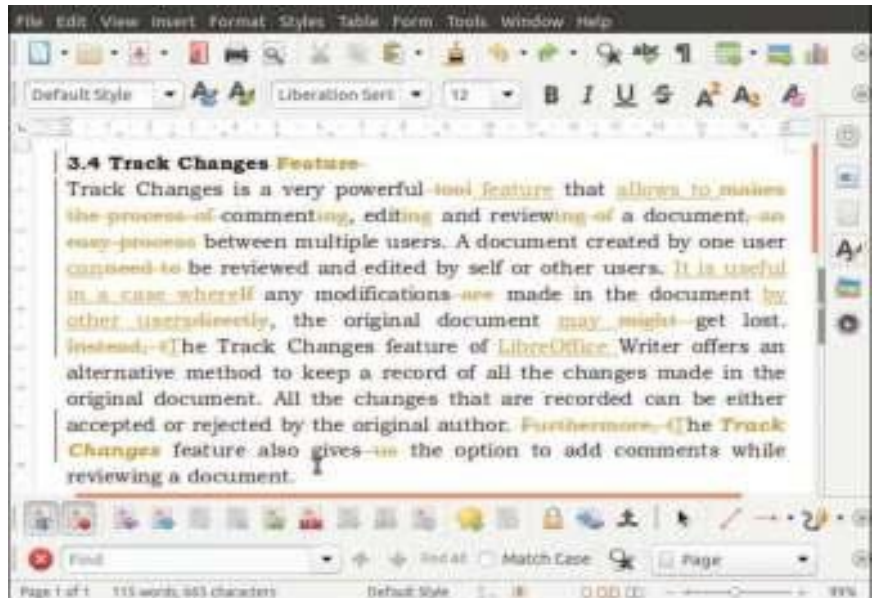 File Edit View Insert Format Styles Table Form Tools Window Help
Default Style Liberation Seri 12 B I U S A² A₂
3.4 Track Changes Feature
Track Changes is a very powerful tool feature that allows to makes
the process of commenting, editing and reviewing of a document, an
easy process between multiple users. A document created by one user
canneed to be reviewed and edited by self or other users. It is useful
in a case whereIf any modifications are made in the document by
other usersdirectly, the original document may might get lost.
Instead, tThe Track Changes feature of LibreOffice Writer offers an
alternative method to keep a record of all the changes made in the
original document. All the changes that are recorded can be either
accepted or rejected by the original author. Furthermore, tThe Track
Changes feature also gives us the option to add comments while
reviewing a document.
Find Find All Match Case Page
Page 1 of 1 115 words, 663 characters Default Style 99%